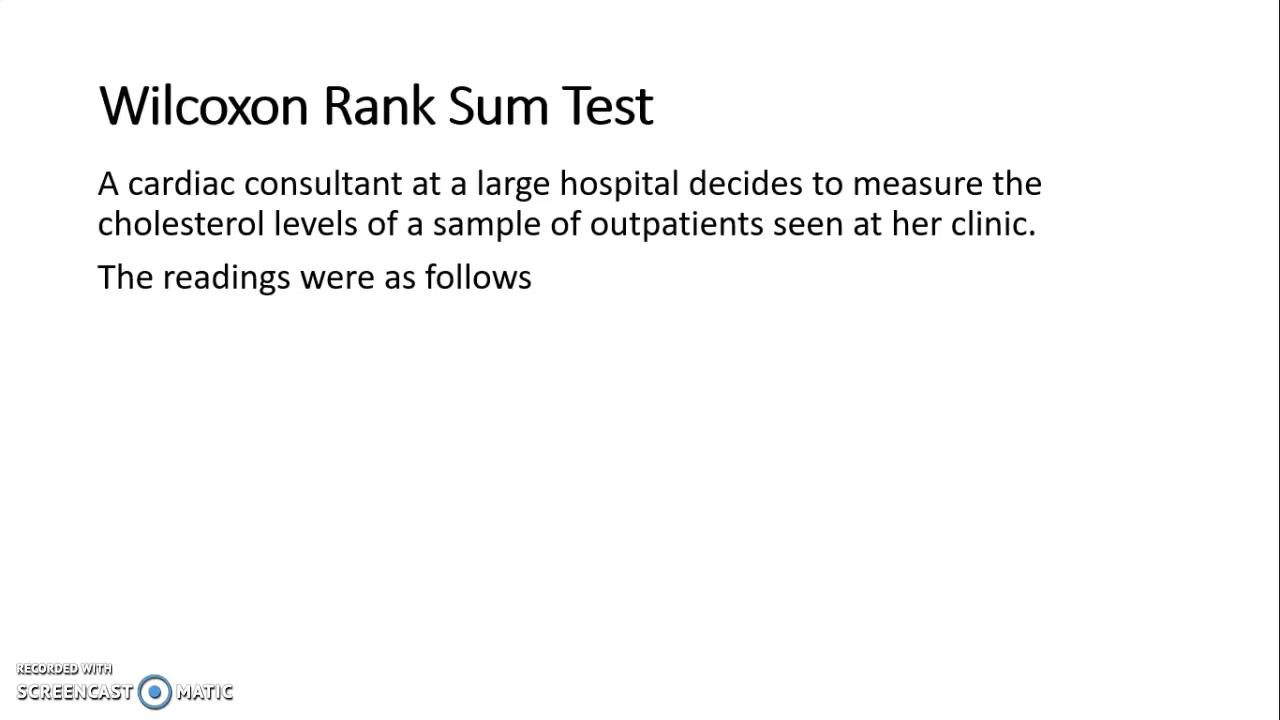 Wilcoxon Rank Sum Test
A cardiac consultant at a large hospital decides to measure the
cholesterol levels of a sample of outpatients seen at her clinic.
The readings were as follows
RECORDED WITH
SCREENCAST MATIC